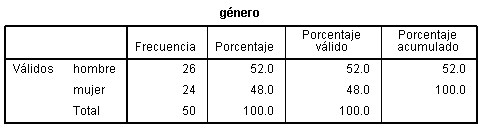 género
Frecuencia Porcentaje Porcentaje válido Porcentaje acumulado
Válidos hombre 26 52.0 52.0 52.0
mujer 24 48.0 48.0 100.0
Total 50 100.0 100.0